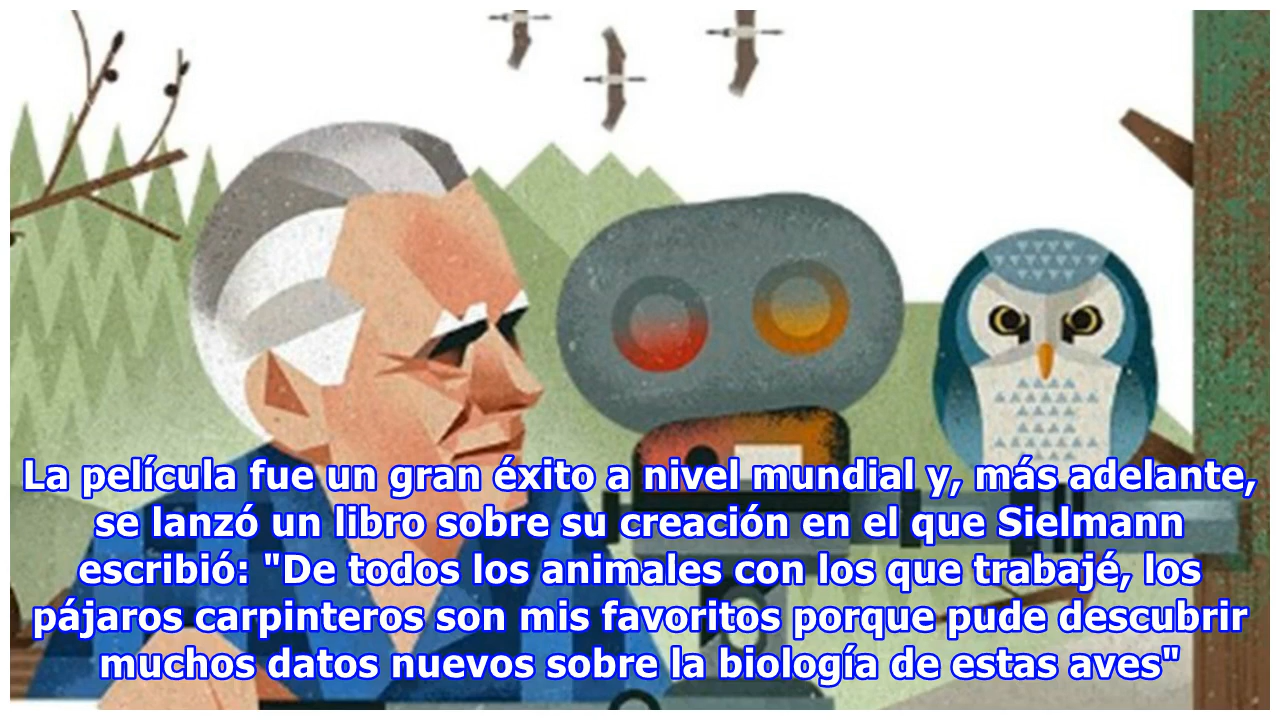 La película fue un gran éxito a nivel mundial y, más adelante,
se lanzó un libro sobre su creación en el que Sielmann
escribió: "De todos los animales con los que trabajé, los
pájaros carpinteros son mis favoritos porque pude descubrir
muchos datos nuevos sobre la biología de estas aves"